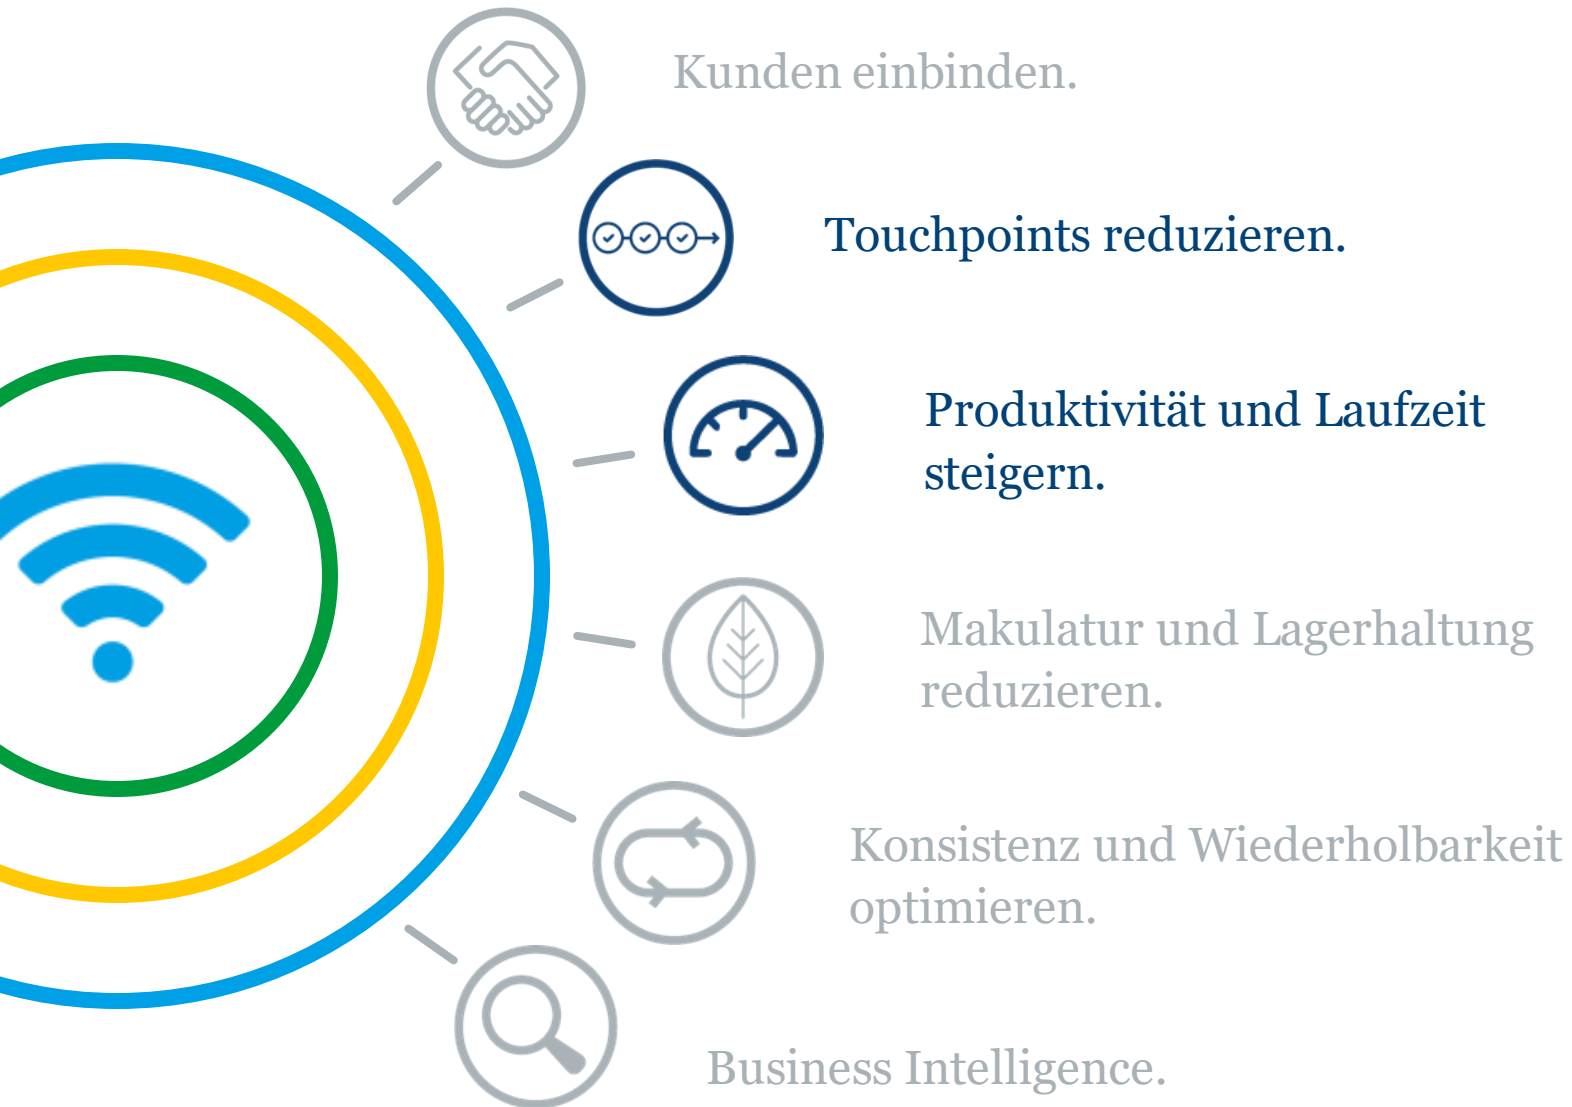 Kunden einbinden.
Touchpoints reduzieren.
Produktivität und Laufzeit
steigern.
Makulatur und Lagerhaltung
reduzieren.
Konsistenz und Wiederholbarkeit
optimieren.
Business Intelligence.